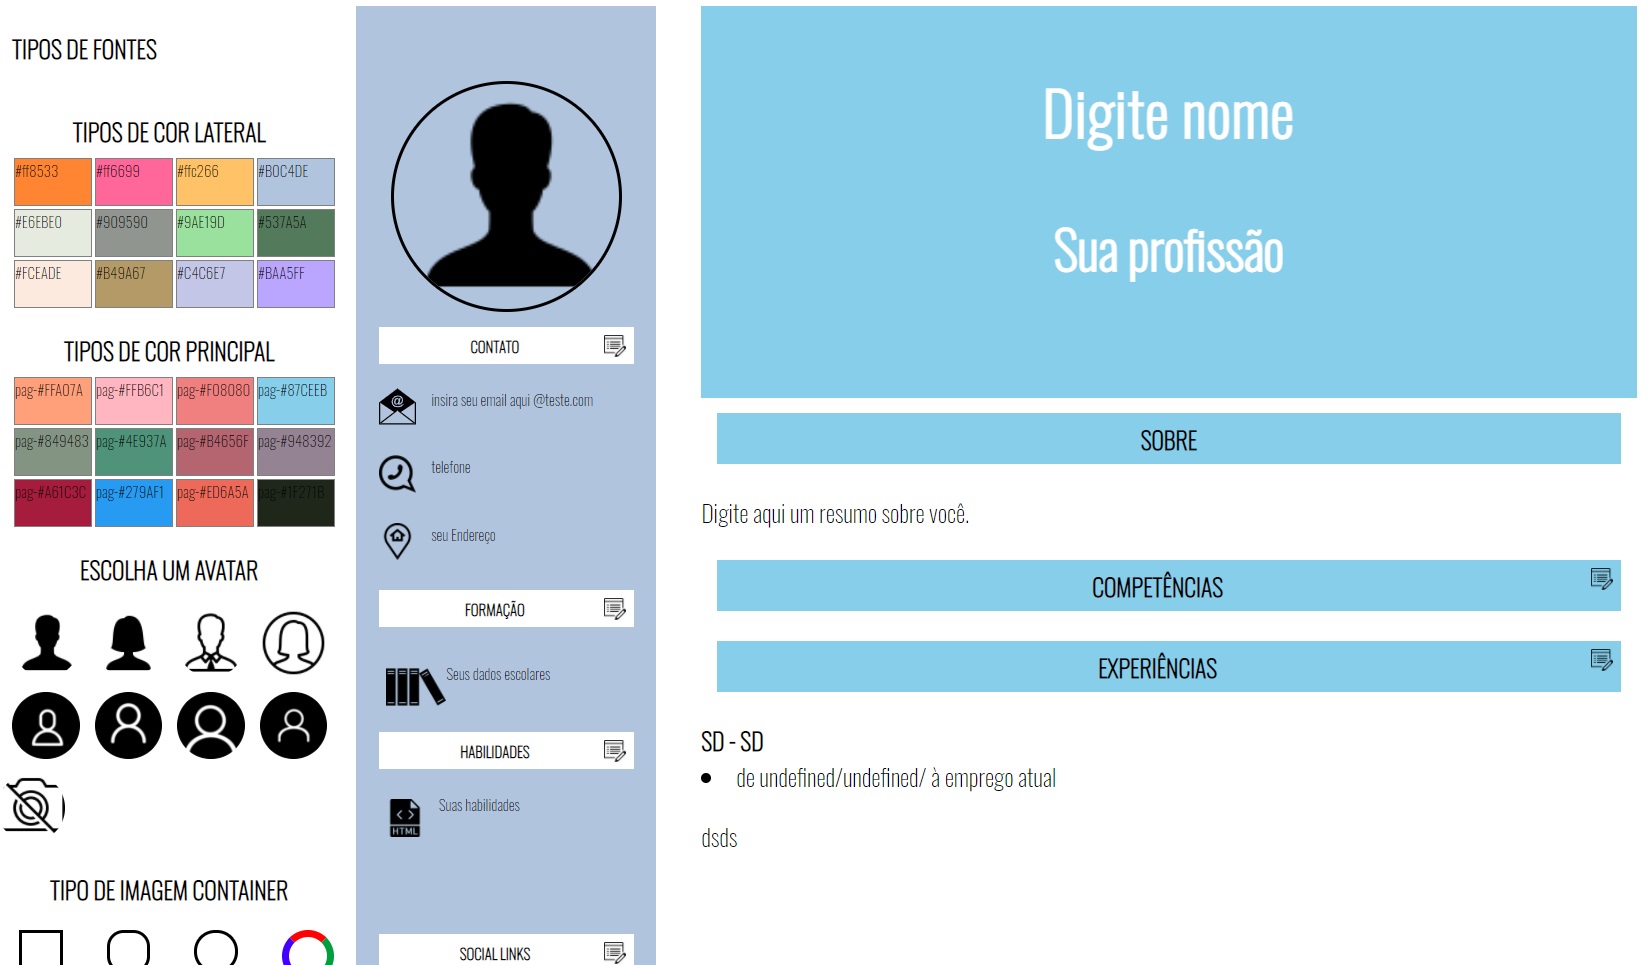 TIPOS DE FONTES
TIPOS DE COR LATERAL
#ff8533 #ff6699 #ffc266 #B0C4DE
#E6EBE0 #909590 #9AE19D #537A5A
#FCEADE #B49A67 #C4C6E7 #BAA5FF
TIPOS DE COR PRINCIPAL
pag-#FFA07A pag-#FFB6C1 pag-#F08080 pag-#87CEEB
pag-#849483 pag-#4E937A pag-#B4656F pag-#948392
pag-#A61C3C pag-#279AF1 pag-#ED6A5A pag-#1F271B
ESCOLHA UM AVATAR
TIPO DE IMAGEM CONTAINER
CONTATO
@ insira seu email aqui @teste.com
telefone
seu Endereço
FORMAÇÃO
Seus dados escolares
HABILIDADES
Suas habilidades
HTML
SOCIAL LINKS
Digite nome
Sua profissão
SOBRE
Digite aqui um resumo sobre você.
COMPETÊNCIAS
EXPERIÊNCIAS
SD - SD
• de undefined/undefined/ à emprego atual
dsds